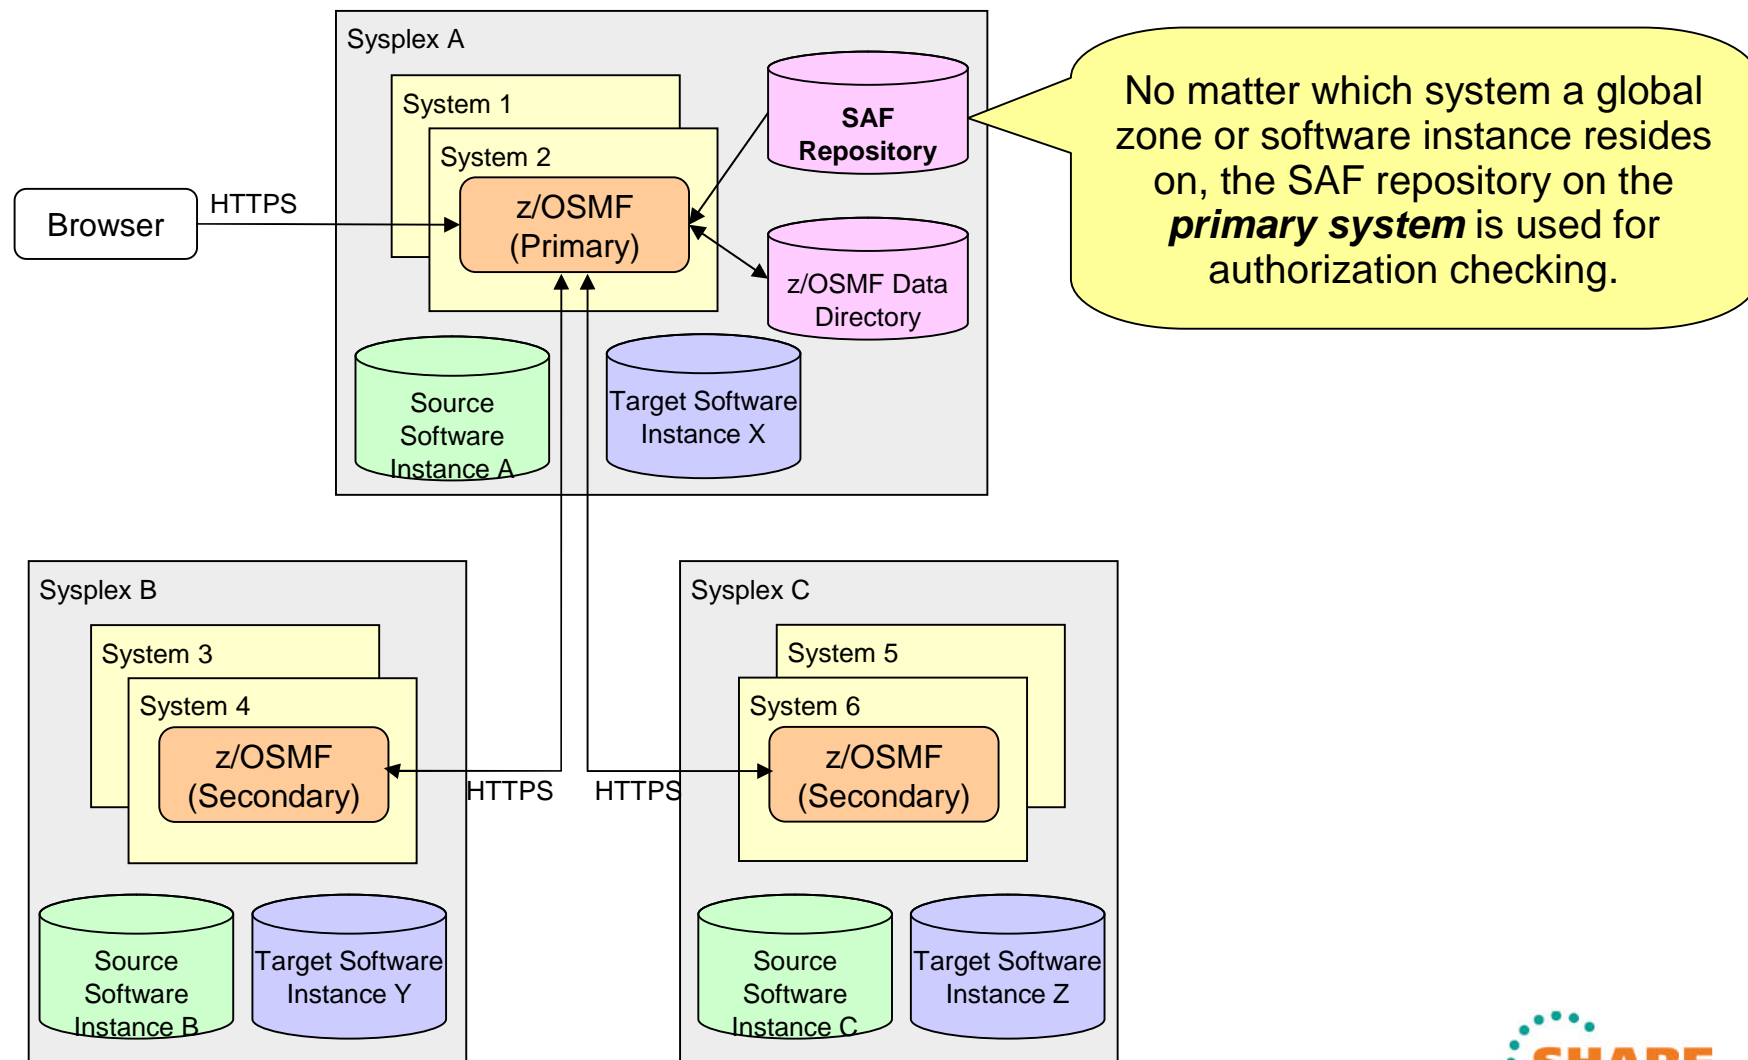 Sysplex A
System 1
System 2
z/OSMF
(Primary)
SAF
Repository
z/OSMF Data
Directory
Browser
HTTPS
Source
Software
Instance A
Target Software
Instance X
No matter which system a global
zone or software instance resides
on, the SAF repository on the
primary system is used for
authorization checking.
Sysplex B
System 3
System 4
z/OSMF
(Secondary)
HTTPS
Source
Software
Instance B
Target Software
Instance Y
HTTPS
Sysplex C
System 5
System 6
z/OSMF
(Secondary)
Source
Software
Instance C
Target Software
Instance Z
SHARE